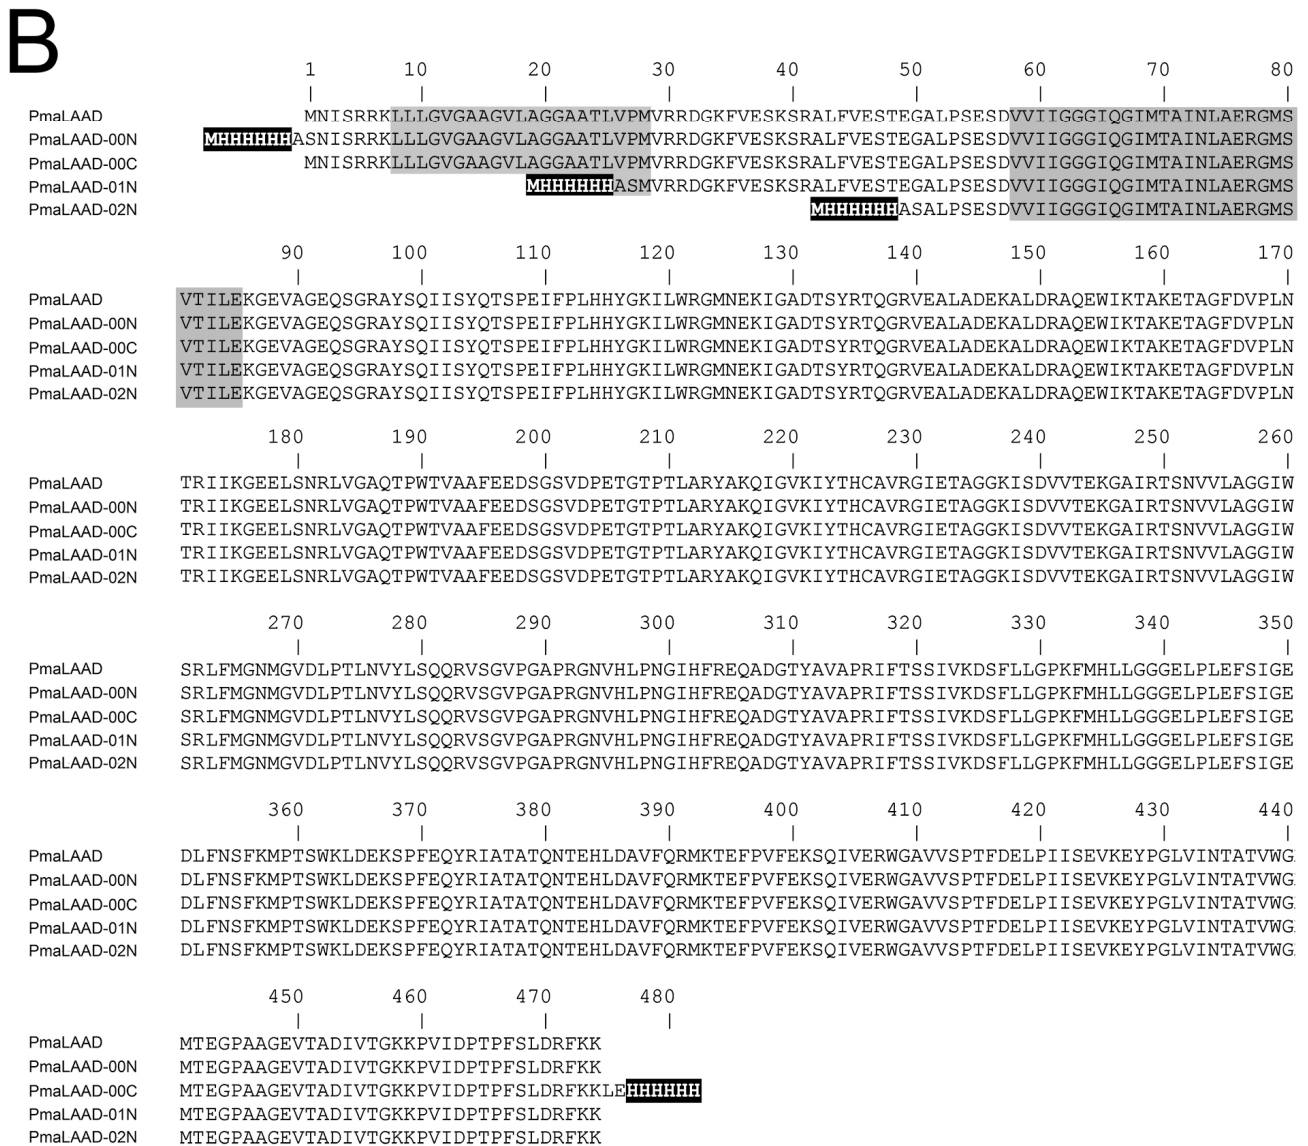 B
1 10 20 30 40 50 60 70 80
PmaLAAD MNISRRKLLLGVGAAGVLAGGAATLVPMVRRDGKFVESKSRALFVESTEGALPSESDVVIIGGGIQGIMTAINLAERGMS
PmaLAAD-00N MHHHHHHASNISRRKLLLGVGAAGVLAGGAATLVPMVRRDGKFVESKSRALFVESTEGALPSESDVVIIGGGIQGIMTAINLAERGMS
PmaLAAD-00C MNISRRKLLLGVGAAGVLAGGAATLVPMVRRDGKFVESKSRALFVESTEGALPSESDVVIIGGGIQGIMTAINLAERGMS
PmaLAAD-01N MHHHHHHASMVRRDGKFVESKSRALFVESTEGALPSESDVVIIGGGIQGIMTAINLAERGMS
PmaLAAD-02N MHHHHHHASALPSESDVVIIGGGIQGIMTAINLAERGMS
90 100 110 120 130 140 150 160 170
PmaLAAD VTILEKGEVAGEQSGRAYSQIISYQTSPEIFPLHHYGKILWRGMNEKIGADTSYRTQGRVEALADEKALDRAQEWIKTAKETAGFDVPLN
PmaLAAD-00N VTILEKGEVAGEQSGRAYSQIISYQTSPEIFPLHHYGKILWRGMNEKIGADTSYRTQGRVEALADEKALDRAQEWIKTAKETAGFDVPLN
PmaLAAD-00C VTILEKGEVAGEQSGRAYSQIISYQTSPEIFPLHHYGKILWRGMNEKIGADTSYRTQGRVEALADEKALDRAQEWIKTAKETAGFDVPLN
PmaLAAD-01N VTILEKGEVAGEQSGRAYSQIISYQTSPEIFPLHHYGKILWRGMNEKIGADTSYRTQGRVEALADEKALDRAQEWIKTAKETAGFDVPLN
PmaLAAD-02N VTILEKGEVAGEQSGRAYSQIISYQTSPEIFPLHHYGKILWRGMNEKIGADTSYRTQGRVEALADEKALDRAQEWIKTAKETAGFDVPLN
180 190 200 210 220 230 240 250 260
PmaLAAD TRIIKGEELSNRLVGAQTPWTVAAFEEDSGSVDPETGTPTLARYAKQIGVKIYTHCAVRGIETAGGKISDVVTEKGAIRTSNVVLAGGIW
PmaLAAD-00N TRIIKGEELSNRLVGAQTPWTVAAFEEDSGSVDPETGTPTLARYAKQIGVKIYTHCAVRGIETAGGKISDVVTEKGAIRTSNVVLAGGIW
PmaLAAD-00C TRIIKGEELSNRLVGAQTPWTVAAFEEDSGSVDPETGTPTLARYAKQIGVKIYTHCAVRGIETAGGKISDVVTEKGAIRTSNVVLAGGIW
PmaLAAD-01N TRIIKGEELSNRLVGAQTPWTVAAFEEDSGSVDPETGTPTLARYAKQIGVKIYTHCAVRGIETAGGKISDVVTEKGAIRTSNVVLAGGIW
PmaLAAD-02N TRIIKGEELSNRLVGAQTPWTVAAFEEDSGSVDPETGTPTLARYAKQIGVKIYTHCAVRGIETAGGKISDVVTEKGAIRTSNVVLAGGIW
270 280 290 300 310 320 330 340 350
PmaLAAD SRLFMGNMGVDLPTLNVYLSQQRVSGVPGAPRGNVHLPNGIHFREQADGTYAVAPRIFTSSIVKDSFLLGPKFMHLLGGGELPLEFSIGE
PmaLAAD-00N SRLFMGNMGVDLPTLNVYLSQQRVSGVPGAPRGNVHLPNGIHFREQADGTYAVAPRIFTSSIVKDSFLLGPKFMHLLGGGELPLEFSIGE
PmaLAAD-00C SRLFMGNMGVDLPTLNVYLSQQRVSGVPGAPRGNVHLPNGIHFREQADGTYAVAPRIFTSSIVKDSFLLGPKFMHLLGGGELPLEFSIGE
PmaLAAD-01N SRLFMGNMGVDLPTLNVYLSQQRVSGVPGAPRGNVHLPNGIHFREQADGTYAVAPRIFTSSIVKDSFLLGPKFMHLLGGGELPLEFSIGE
PmaLAAD-02N SRLFMGNMGVDLPTLNVYLSQQRVSGVPGAPRGNVHLPNGIHFREQADGTYAVAPRIFTSSIVKDSFLLGPKFMHLLGGGELPLEFSIGE
360 370 380 390 400 410 420 430 440
PmaLAAD DLFNSFKMPTSWKLDEKSPFEQYRIATATQNTEHLDAVFQRMKTEFPVFEKSQIVERWGAVVSPTFDELPIISEVKEYPGLVINTATVWG
PmaLAAD-00N DLFNSFKMPTSWKLDEKSPFEQYRIATATQNTEHLDAVFQRMKTEFPVFEKSQIVERWGAVVSPTFDELPIISEVKEYPGLVINTATVWG
PmaLAAD-00C DLFNSFKMPTSWKLDEKSPFEQYRIATATQNTEHLDAVFQRMKTEFPVFEKSQIVERWGAVVSPTFDELPIISEVKEYPGLVINTATVWG
PmaLAAD-01N DLFNSFKMPTSWKLDEKSPFEQYRIATATQNTEHLDAVFQRMKTEFPVFEKSQIVERWGAVVSPTFDELPIISEVKEYPGLVINTATVWG
PmaLAAD-02N DLFNSFKMPTSWKLDEKSPFEQYRIATATQNTEHLDAVFQRMKTEFPVFEKSQIVERWGAVVSPTFDELPIISEVKEYPGLVINTATVWG
450 460 470 480
PmaLAAD MTEGPAAGEVTADIVTGKKPVIDPTPFSLDRFKK
PmaLAAD-00N MTEGPAAGEVTADIVTGKKPVIDPTPFSLDRFKK
PmaLAAD-00C MTEGPAAGEVTADIVTGKKPVIDPTPFSLDRFKKLEHHHHHH
PmaLAAD-01N MTEGPAAGEVTADIVTGKKPVIDPTPFSLDRFKK
PmaLAAD-02N MTEGPAAGEVTADIVTGKKPVIDPTPFSLDRFKK